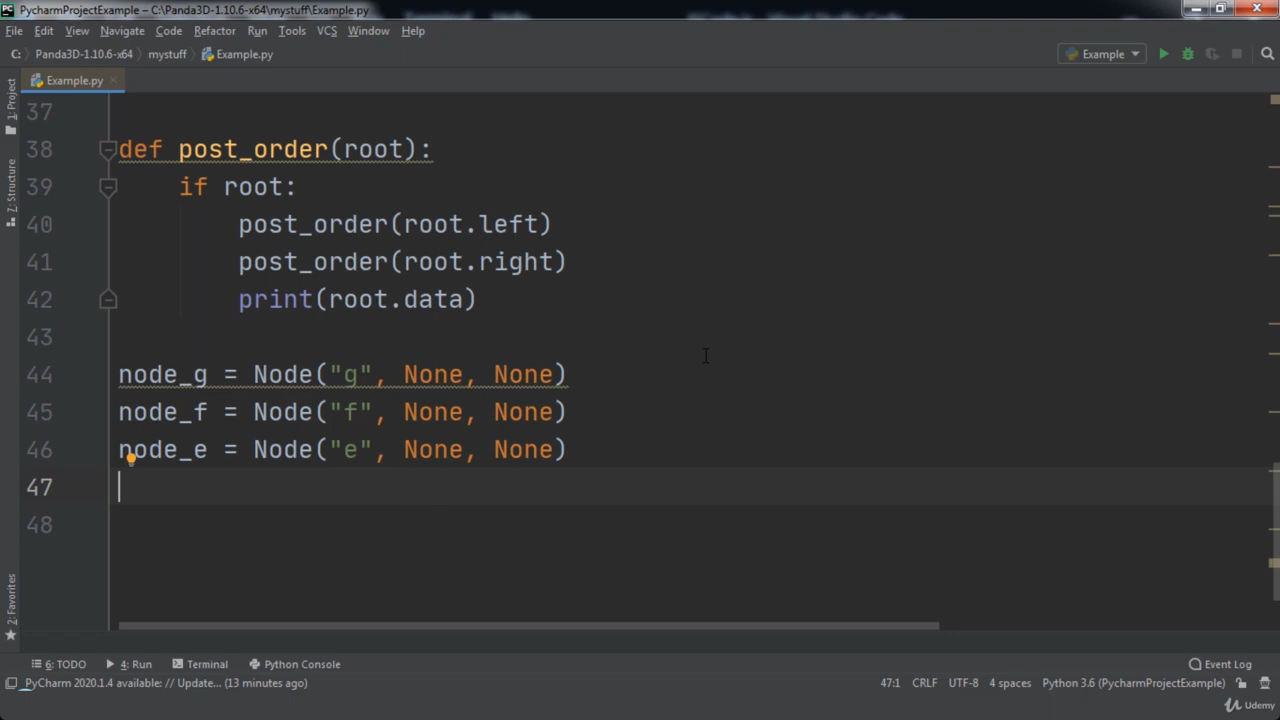 PycharmProjectExample – C:\Panda3D-1.10.6-x64\mystuff\Example.py
File Edit View Navigate Code Refactor Run Tools VCS Window Help
C: Panda3D-1.10.6-x64 mystuff Example.py Example
Example.py
1: Project
Z: Structure
2: Favorites
37
38 def post_order(root):
39 if root:
40 post_order(root.left)
41 post_order(root.right)
42 print(root.data)
43
44 node_g = Node("g", None, None)
45 node_f = Node("f", None, None)
46 node_e = Node("e", None, None)
47
48
6: TODO 4: Run Terminal Python Console Event Log
PyCharm 2020.1.4 available: // Update... (13 minutes ago) 47:1 CRLF UTF-8 4 spaces Python 3.6 (PycharmProjectExample)
Udemy